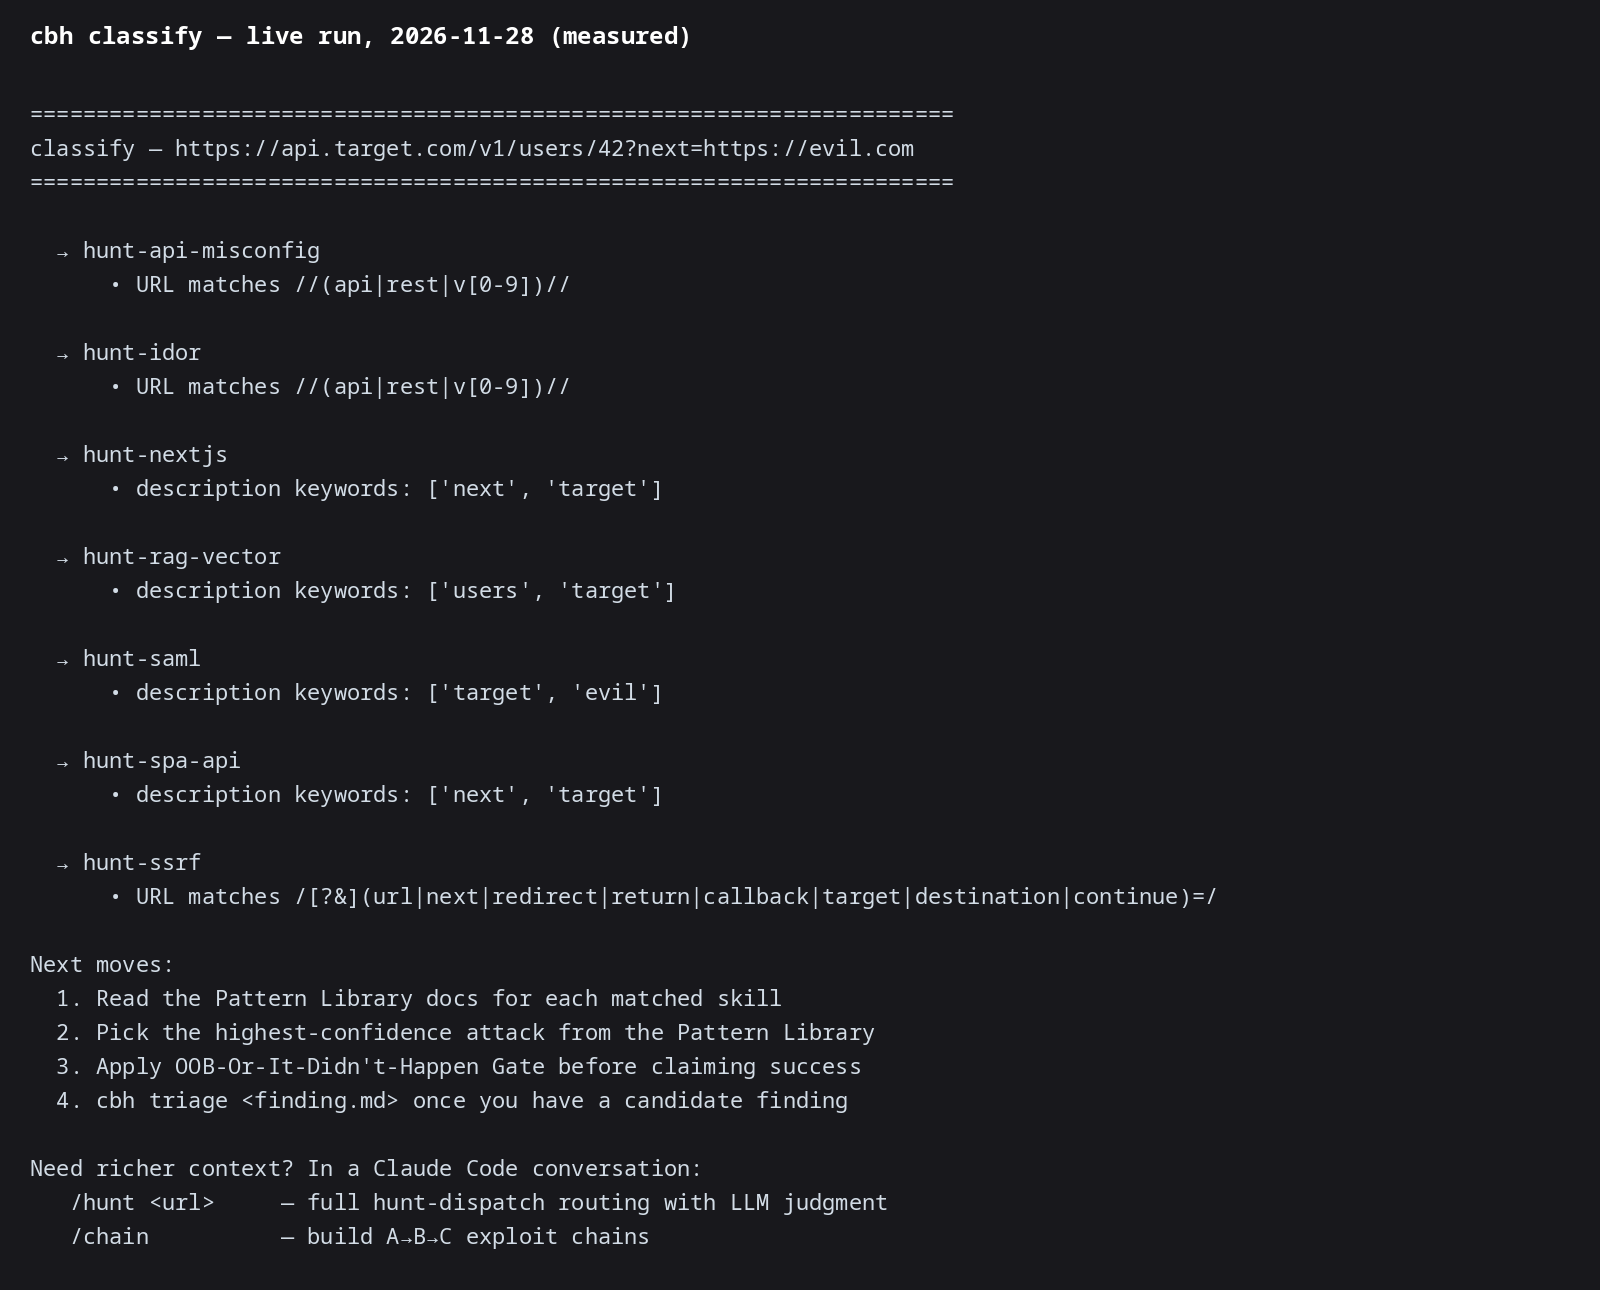 cbh classify — live run, 2026-11-28 (measured)
======================================================================
classify — https://api.target.com/v1/users/42?next=https://evil.com
======================================================================
→ hunt-api-misconfig
• URL matches //(api|rest|v[0-9])//
→ hunt-idor
• URL matches //(api|rest|v[0-9])//
→ hunt-nextjs
• description keywords: ['next', 'target']
→ hunt-rag-vector
• description keywords: ['users', 'target']
→ hunt-saml
• description keywords: ['target', 'evil']
→ hunt-spa-api
• description keywords: ['next', 'target']
→ hunt-ssrf
• URL matches /[?&](url|next|redirect|return|callback|target|destination|continue)=/
Next moves:
1. Read the Pattern Library docs for each matched skill
2. Pick the highest-confidence attack from the Pattern Library
3. Apply OOB-Or-It-Didn't-Happen Gate before claiming success
4. cbh triage <finding.md> once you have a candidate finding
Need richer context? In a Claude Code conversation:
/hunt <url>     — full hunt-dispatch routing with LLM judgment
/chain          — build A→B→C exploit chains